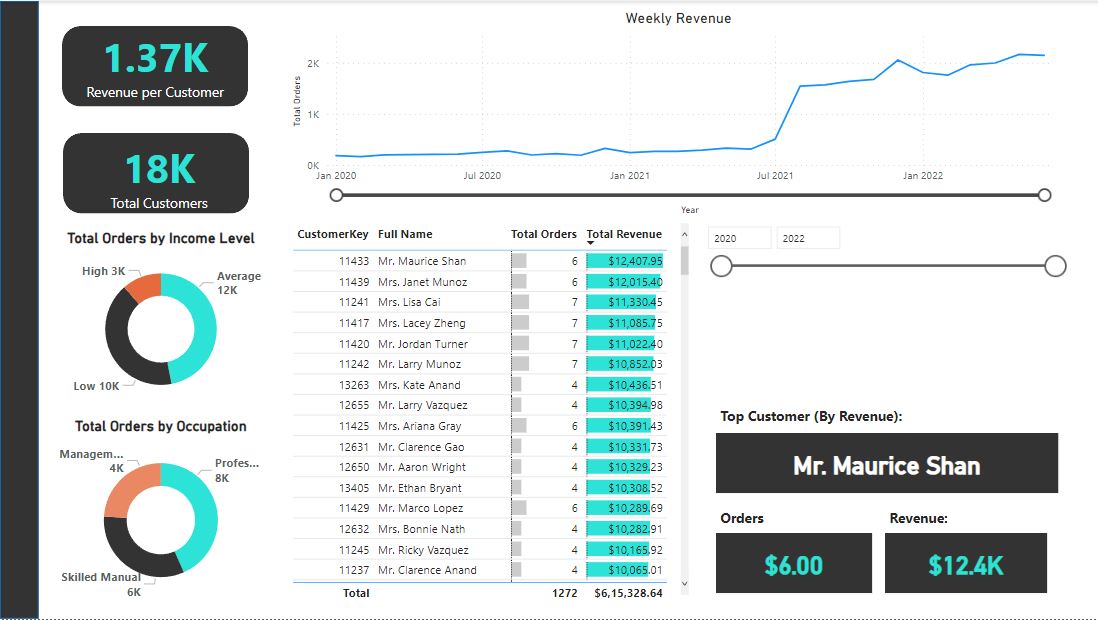 1.37K
Revenue per Customer
18K
Total Customers
Weekly Revenue
Total Orders
2K
1K
0K
Jan 2020 Jul 2020 Jan 2021 Jul 2021 Jan 2022
Year
Total Orders by Income Level
High 3K
Average
12K
Low 10K
Total Orders by Occupation
Managem...
4K
Profes...
8K
Skilled Manual
6K
CustomerKey Full Name Total Orders Total Revenue
11433 Mr. Maurice Shan 6 $12,407.95
11439 Mrs. Janet Munoz 6 $12,015.40
11241 Mrs. Lisa Cai 7 $11,330.45
11417 Mrs. Lacey Zheng 7 $11,085.75
11420 Mr. Jordan Turner 7 $11,022.40
11242 Mr. Larry Munoz 7 $10,852.03
13263 Mrs. Kate Anand 4 $10,436.51
12655 Mr. Larry Vazquez 4 $10,394.98
11425 Mrs. Ariana Gray 6 $10,391.43
12631 Mr. Clarence Gao 4 $10,331.73
12650 Mr. Aaron Wright 4 $10,329.23
13405 Mr. Ethan Bryant 4 $10,308.52
11429 Mr. Marco Lopez 6 $10,289.69
12632 Mrs. Bonnie Nath 4 $10,282.91
11245 Mr. Ricky Vazquez 4 $10,165.92
11237 Mr. Clarence Anand 4 $10,065.01
Total 1272 $6,15,328.64
2020 2022
Top Customer (By Revenue):
Mr. Maurice Shan
Orders Revenue:
$6.00 $12.4K